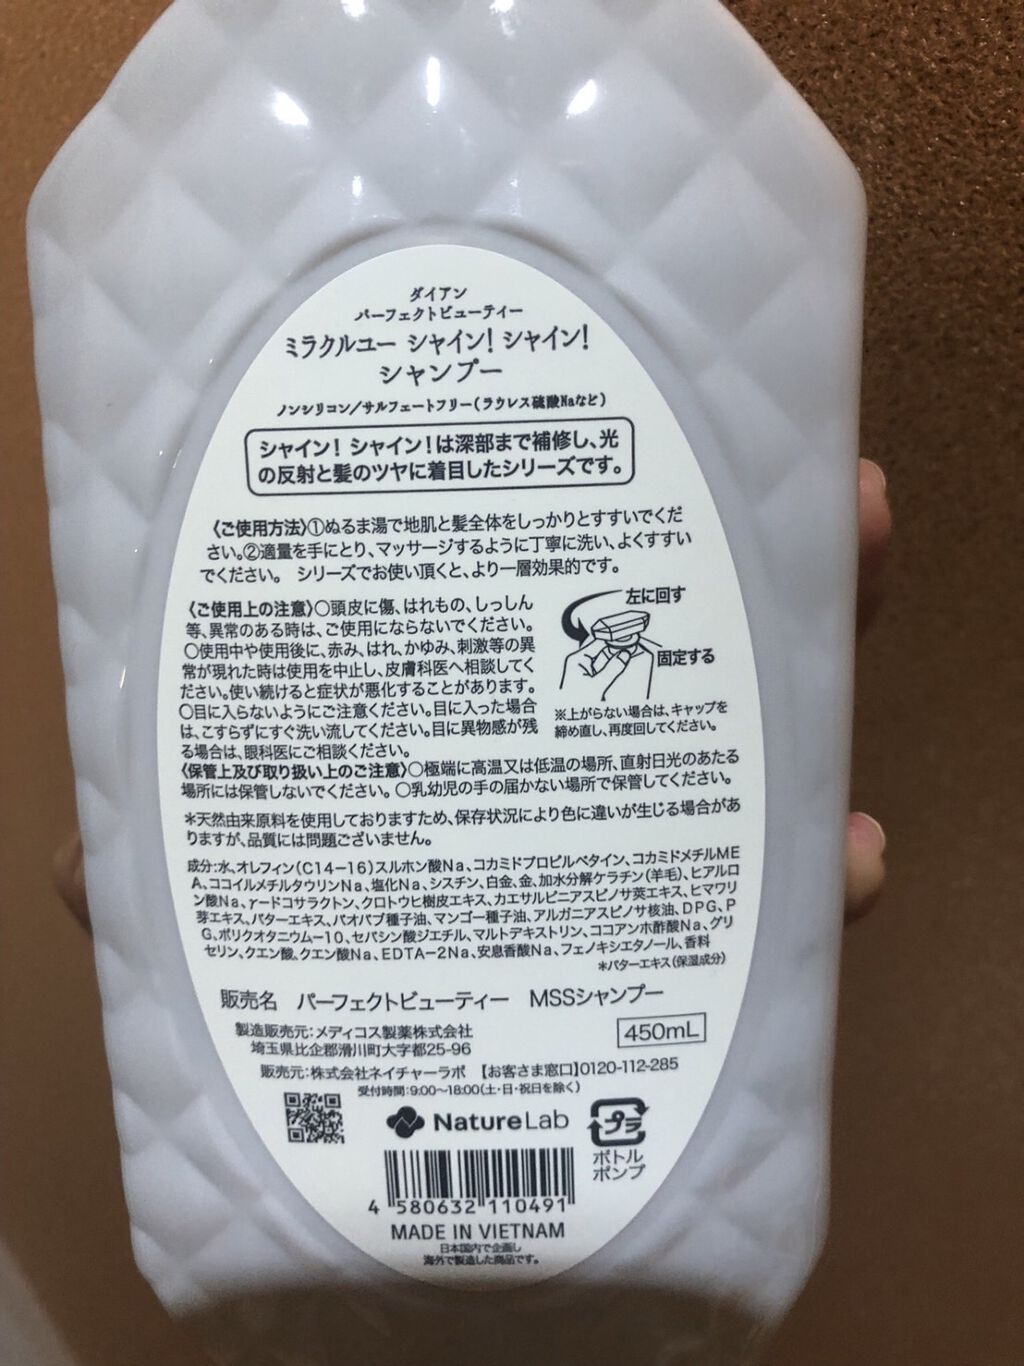 ダイアン
パーフェクトビューティー
ミラクルユー シャイン！シャイン！
シャンプー
ノンシリコン／サルフェートフリー（ラウレス硫酸Naなど）
シャイン！ シャイン！は深部まで補修し、光
の反射と髪のツヤに着目したシリーズです。
〈ご使用方法〉①ぬるま湯で地肌と髪全体をしっかりとすすいでくだ
さい。②適量を手にとり、マッサージするように丁寧に洗い、よくすすい
でください。 シリーズでお使い頂くと、より一層効果的です。
〈ご使用上の注意〉○頭皮に傷、はれもの、しっしん
等、異常のある時は、ご使用にならないでください。
○使用中や使用後に、赤み、はれ、かゆみ、刺激等の異
常が現れた時は使用を中止し、皮膚科医へ相談してく
ださい。使い続けると症状が悪化することがあります。
○目に入らないようにご注意ください。目に入った場合
は、こすらずにすぐ洗い流してください。目に異物感が残
る場合は、眼科医にご相談ください。
左に回す
固定する
※上がらない場合は、キャップを
締め直し、再度回してください。
〈保管上及び取り扱い上のご注意〉○極端に高温又は低温の場所、直射日光のあたる
場所には保管しないでください。○乳幼児の手の届かない場所で保管してください。
＊天然由来原料を使用しておりますため、保存状況により色に違いが生じる場合があ
りますが、品質には問題ございません。
成分：水、オレフィン（C14－16）スルホン酸Na、コカミドプロピルベタイン、コカミドメチルME
A、ココイルメチルタウリンNa、塩化Na、シスチン、白金、金、加水分解ケラチン（羊毛）、ヒアルロ
ン酸Na、γ－ドコサラクトン、クロトウヒ樹皮エキス、カエサルピニアスピノサ莢エキス、ヒマワリ
芽エキス、バターエキス、バオバブ種子油、マンゴー種子油、アルガニアスピノサ核油、DPG、P
G、ポリクオタニウム－10、セバシン酸ジエチル、マルトデキストリン、ココアンホ酢酸Na、グリ
セリン、クエン酸、クエン酸Na、EDTA－2Na、安息香酸Na、フェノキシエタノール、香料
＊バターエキス（保湿成分）
販売名 パーフェクトビューティー MSSシャンプー
製造販売元：メディコス製薬株式会社
埼玉県比企郡滑川町大字都25-96
450mL
販売元：株式会社ネイチャーラボ 【お客さま窓口】0120-112-285
受付時間：9:00〜18:00（土・日・祝日を除く）
NatureLab
プラ
ボトル
ポンプ
4 580632 110491
MADE IN VIETNAM
日本国内で企画し
海外で製造した商品です。